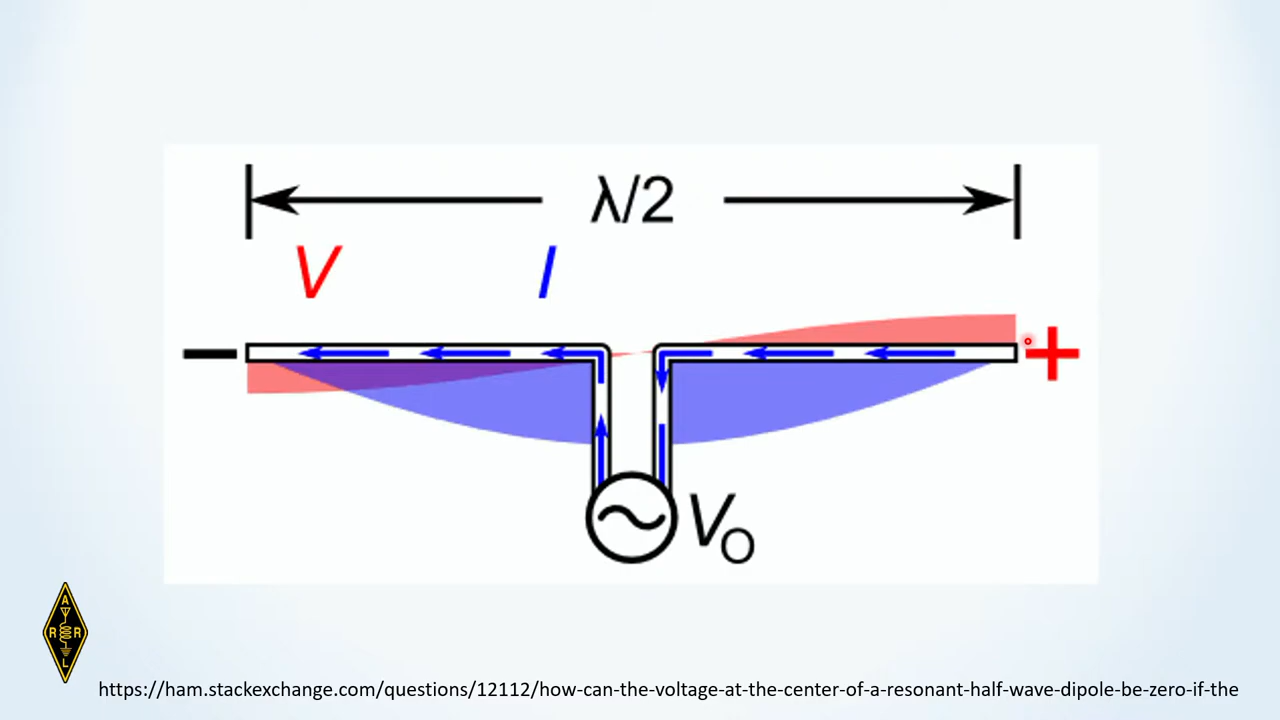 λ/2
V
I
− +
V_O
A
R R
L
https://ham.stackexchange.com/questions/12112/how-can-the-voltage-at-the-center-of-a-resonant-half-wave-dipole-be-zero-if-the